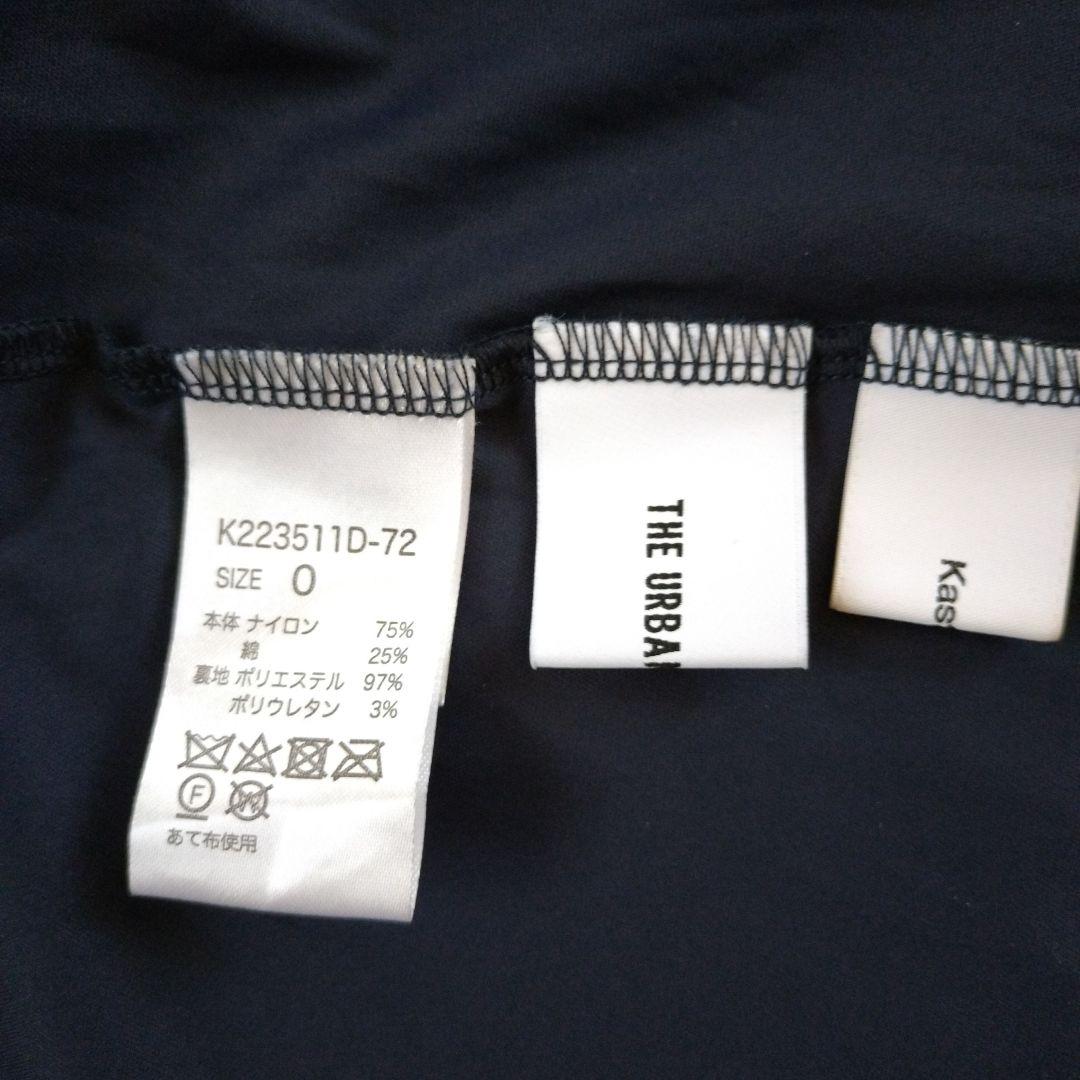 K223511D-72
SIZE 0
本体 ナイロン 75%
綿 25%
裏地 ポリエステル 97%
ポリウレタン 3%
F W
あて布使用
THE URBAN
Kas